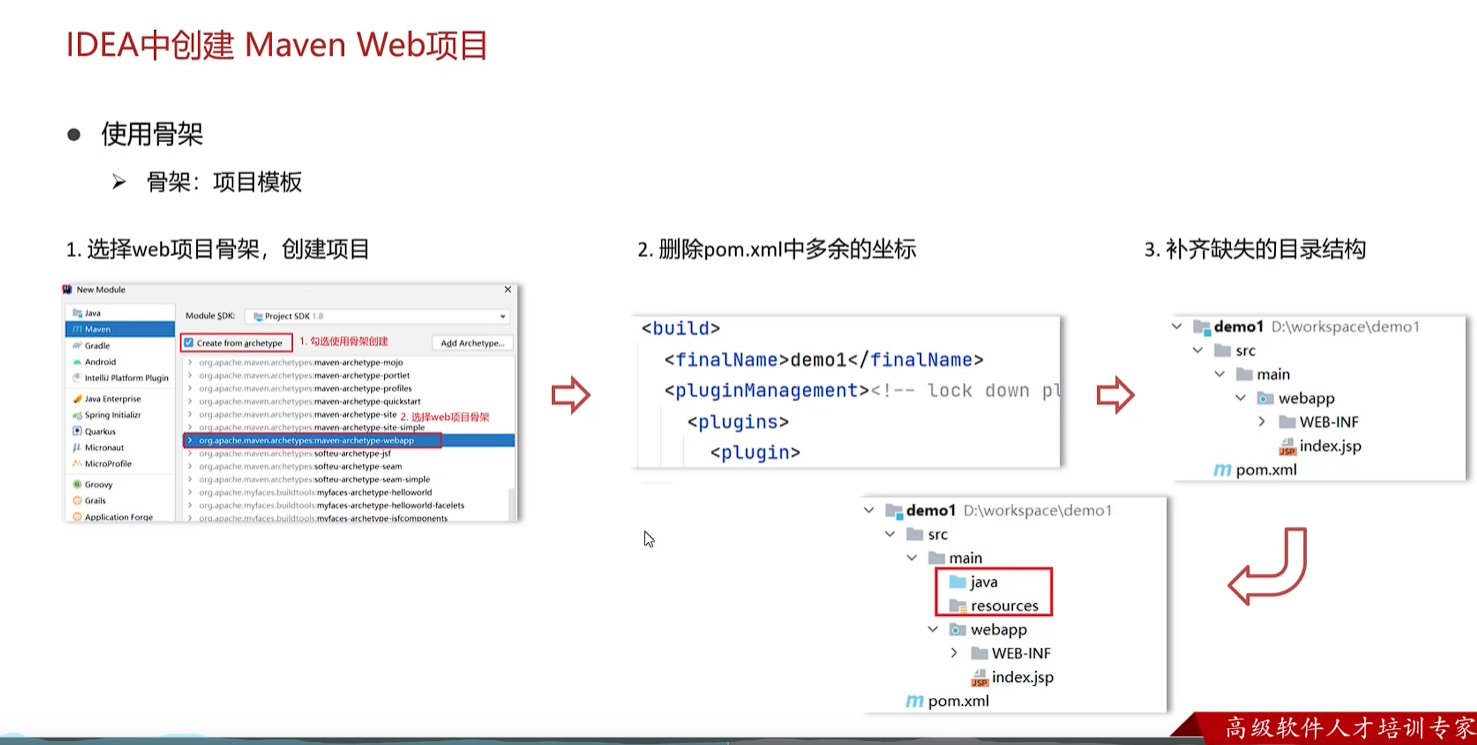 IDEA中创建 Maven Web项目
● 使用骨架
➢ 骨架：项目模板
1. 选择web项目骨架，创建项目
New Module
Java
Maven
Gradle
Android
IntelliJ Platform Plugin
Java Enterprise
Spring Initializr
Quarkus
Micronaut
MicroProfile
Groovy
Grails
Application Forge
Module SDK: Project SDK 1.8
Create from archetype
1. 勾选使用骨架创建
Add Archetype...
org.apache.maven.archetypes:maven-archetype-mojo
org.apache.maven.archetypes:maven-archetype-portlet
org.apache.maven.archetypes:maven-archetype-profiles
org.apache.maven.archetypes:maven-archetype-quickstart
org.apache.maven.archetypes:maven-archetype-site
2. 选择web项目骨架
org.apache.maven.archetypes:maven-archetype-site-simple
org.apache.maven.archetypes:maven-archetype-webapp
org.apache.maven.archetypes:softeu-archetype-jsf
org.apache.maven.archetypes:softeu-archetype-seam
org.apache.maven.archetypes:softeu-archetype-seam-simple
org.apache.myfaces.buildtools:myfaces-archetype-helloworld
org.apache.myfaces.buildtools:myfaces-archetype-helloworld-facelets
org.apache.myfaces.buildtools:myfaces-archetype-jsfcomponents
2. 删除pom.xml中多余的坐标
<build>
<finalName>demo1</finalName>
<pluginManagement><!-- lock down pl
<plugins>
<plugin>
3. 补齐缺失的目录结构
demo1 D:\workspace\demo1
src
main
webapp
WEB-INF
index.jsp
pom.xml
demo1 D:\workspace\demo1
src
main
java
resources
webapp
WEB-INF
index.jsp
pom.xml
高级软件人才培训专家